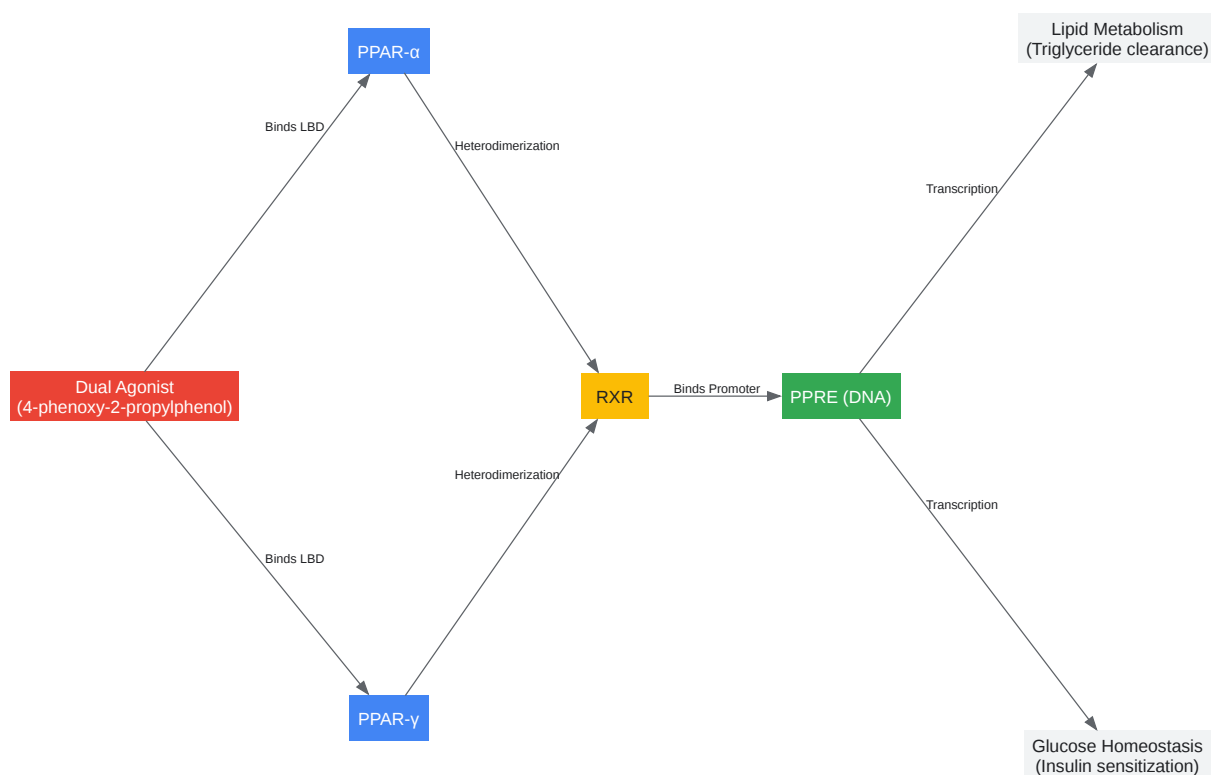 PPAR-α
Lipid Metabolism
(Triglyceride clearance)
Binds LBD
Heterodimerization
Transcription
Dual Agonist
(4-phenoxy-2-propylphenol)
RXR
Binds Promoter
PPRE (DNA)
Heterodimerization
Transcription
Binds LBD
PPAR-γ
Glucose Homeostasis
(Insulin sensitization)